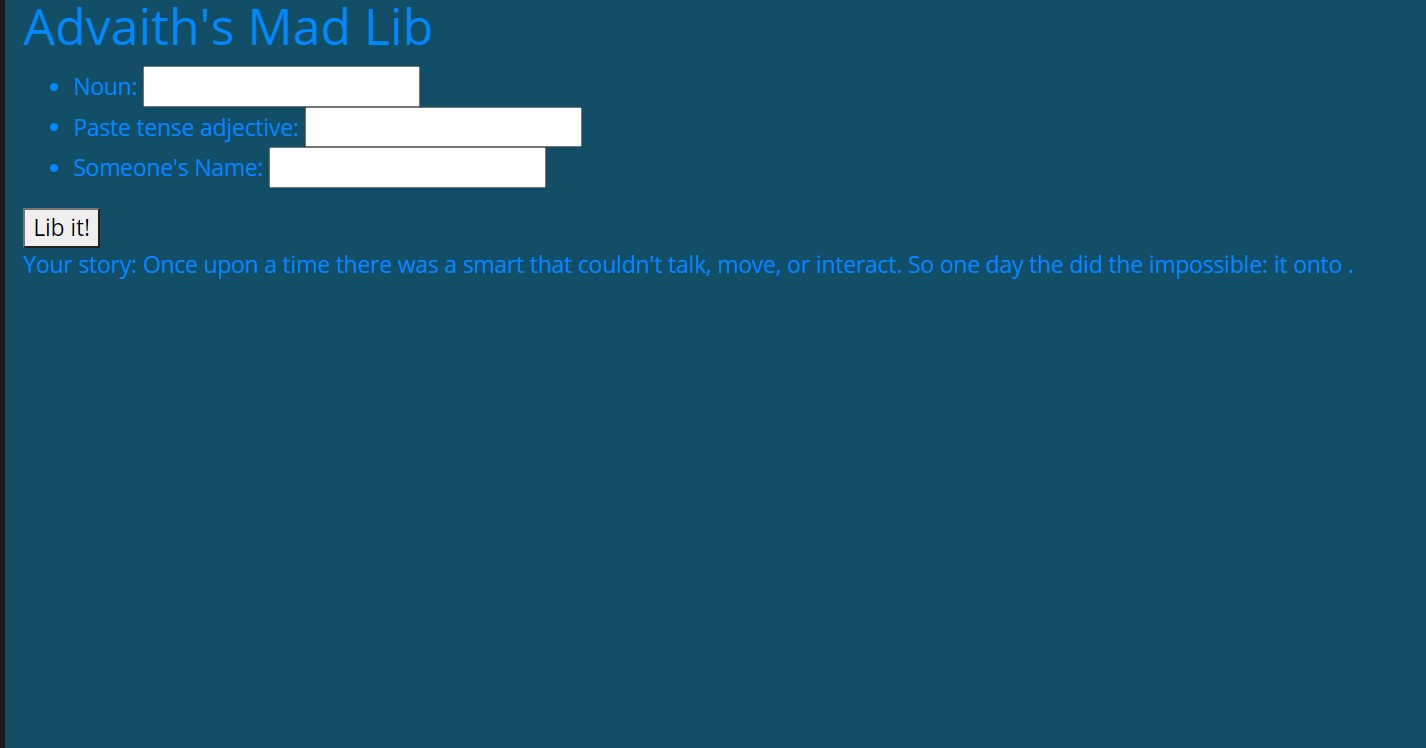 Advaith's Mad Lib
Noun:
Paste tense adjective:
Someone's Name:
Lib it!
Your story: Once upon a time there was a smart that couldn't talk, move, or interact. So one day the did the impossible: it onto .